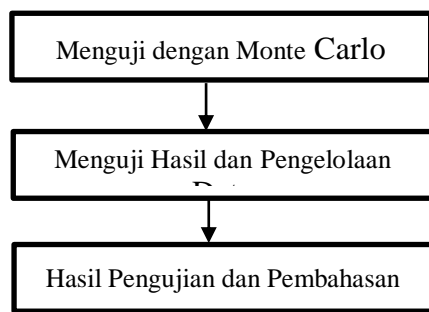 Menguji dengan Monte Carlo
Menguji Hasil dan Pengelolaan
Hasil Pengujian dan Pembahasan